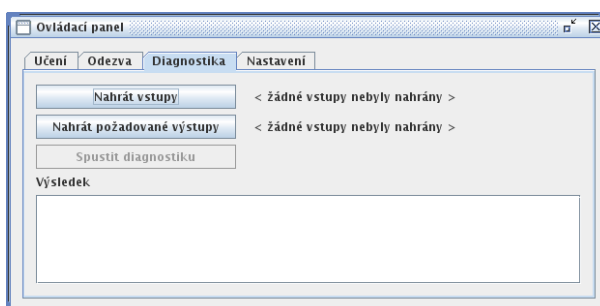 Ovládací panel
Učení Odezva Diagnostika Nastavení
Nahrát vstupy < žádné vstupy nebyly nahrány >
Nahrát požadované výstupy < žádné vstupy nebyly nahrány >
Spustit diagnostiku
Výsledek